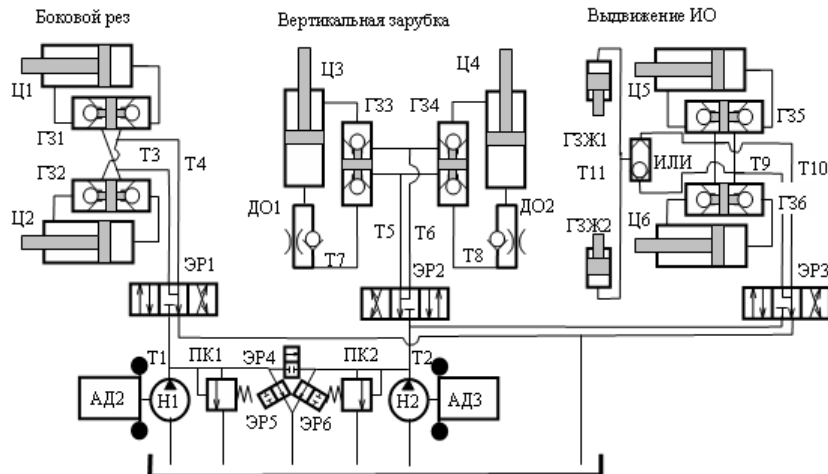 Боковой рез
Вертикальная зарубка
Выдвижение ИО
Ц1
Ц3
Ц4
Ц5
ГЗ1
ГЗ3
ГЗ4
ГЗ5
ГЗЖ1
Т3
Т4
ИЛИ
Т11
Т9
Т10
ГЗ2
ГЗ6
Ц2
ДО1
Т5
Т6
ДО2
ГЗЖ2
Ц6
Т7
Т8
ЭР1
ЭР2
ЭР3
Т1
ПК1
ЭР4
ПК2
Т2
АД2
Н1
ЭР5
ЭР6
Н2
АД3